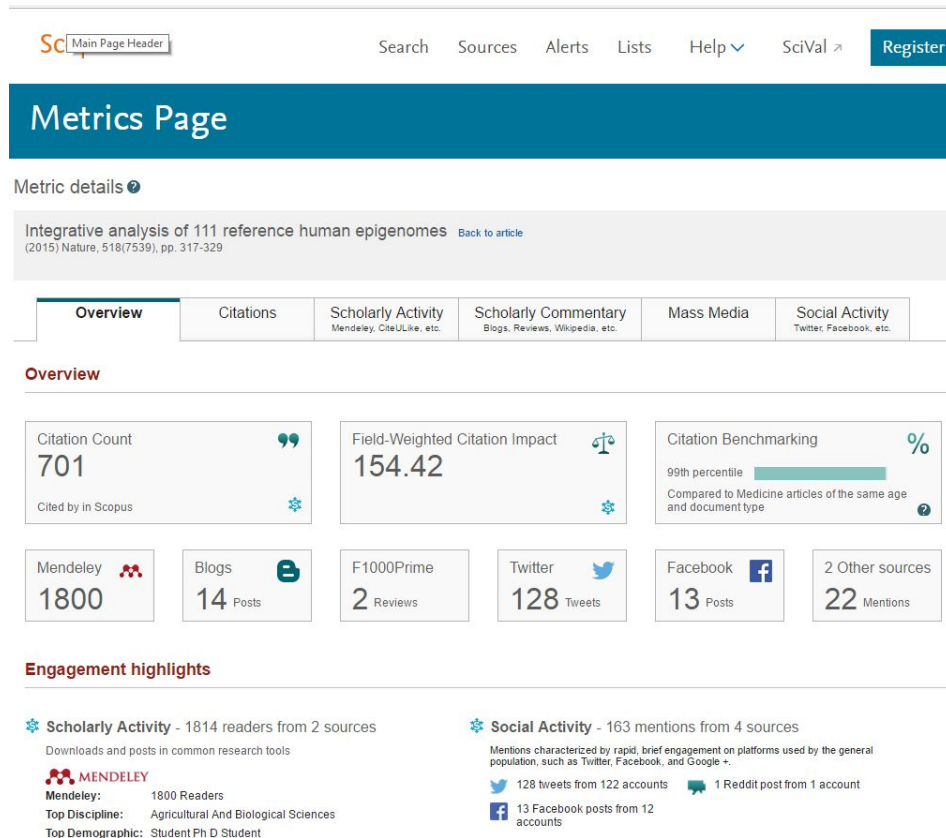 Sc
Main Page Header
Search Sources Alerts Lists Help SciVal Register
Metrics Page
Metric details
Integrative analysis of 111 reference human epigenomes Back to article
(2015) Nature, 518(7539), pp. 317-329
Overview Citations Scholarly Activity Scholarly Commentary Mass Media Social Activity
Mendeley, CiteULike, etc. Blogs, Reviews, Wikipedia, etc. Twitter, Facebook, etc.
Overview
Citation Count
701
Cited by in Scopus
Field-Weighted Citation Impact
154.42
Citation Benchmarking %
99th percentile
Compared to Medicine articles of the same age
and document type
Mendeley
1800
Blogs
14 Posts
F1000Prime
2 Reviews
Twitter
128 Tweets
Facebook
13 Posts
2 Other sources
22 Mentions
Engagement highlights
Scholarly Activity - 1814 readers from 2 sources
Downloads and posts in common research tools
MENDELEY
Mendeley: 1800 Readers
Top Discipline: Agricultural And Biological Sciences
Top Demographic: Student Ph D Student
Social Activity - 163 mentions from 4 sources
Mentions characterized by rapid, brief engagement on platforms used by the general
population, such as Twitter, Facebook, and Google +.
128 tweets from 122 accounts 1 Reddit post from 1 account
13 Facebook posts from 12
accounts